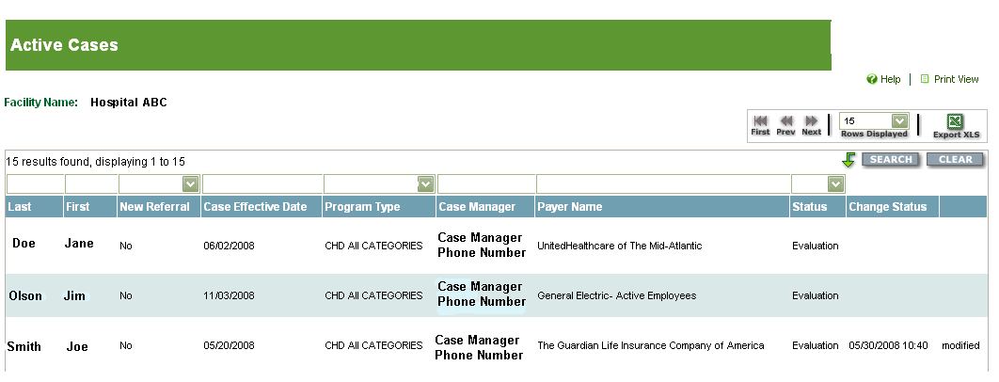 Active Cases
Help | Print View
Facility Name: Hospital ABC
First Prev Next 15 Rows Displayed Export XLS
15 results found, displaying 1 to 15 SEARCH CLEAR
Last First New Referral Case Effective Date Program Type Case Manager Payer Name Status Change Status
Doe Jane No 06/02/2008 CHD All CATEGORIES Case Manager Phone Number UnitedHealthcare of The Mid-Atlantic Evaluation
Olson Jim No 11/03/2008 CHD All CATEGORIES Case Manager Phone Number General Electric- Active Employees Evaluation
Smith Joe No 05/20/2008 CHD All CATEGORIES Case Manager Phone Number The Guardian Life Insurance Company of America Evaluation 05/30/2008 10:40 modified